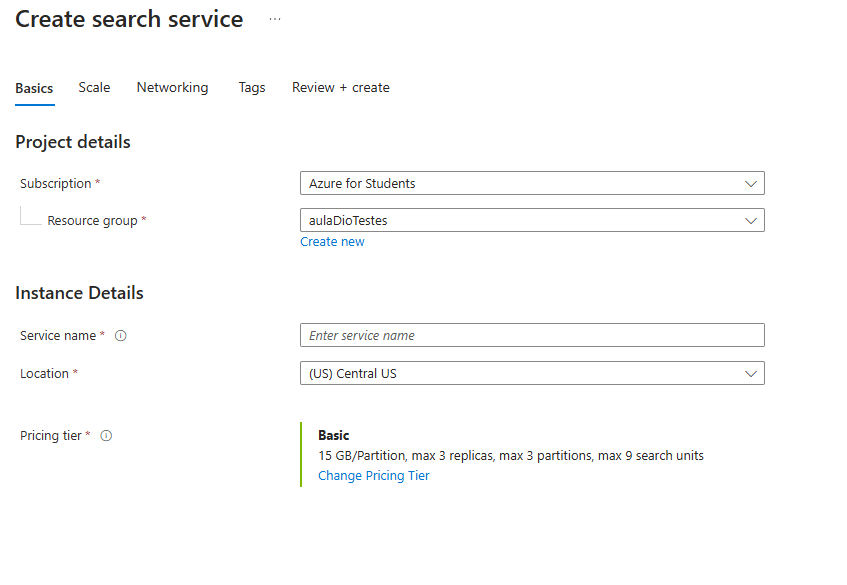 Create search service ...
Basics Scale Networking Tags Review + create
Project details
Subscription * Azure for Students
Resource group * aulaDioTestes
Create new
Instance Details
Service name * Enter service name
Location * (US) Central US
Pricing tier * Basic
15 GB/Partition, max 3 replicas, max 3 partitions, max 9 search units
Change Pricing Tier